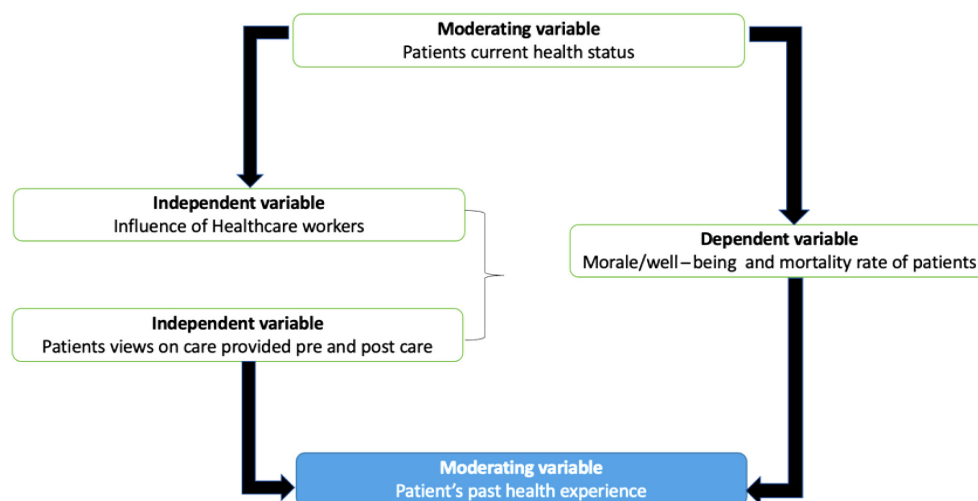 Moderating variable
Patients current health status
Independent variable
Influence of Healthcare workers
Dependent variable
Morale/well–being and mortality rate of patients
Independent variable
Patients views on care provided pre and post care
Moderating variable
Patient's past health experience